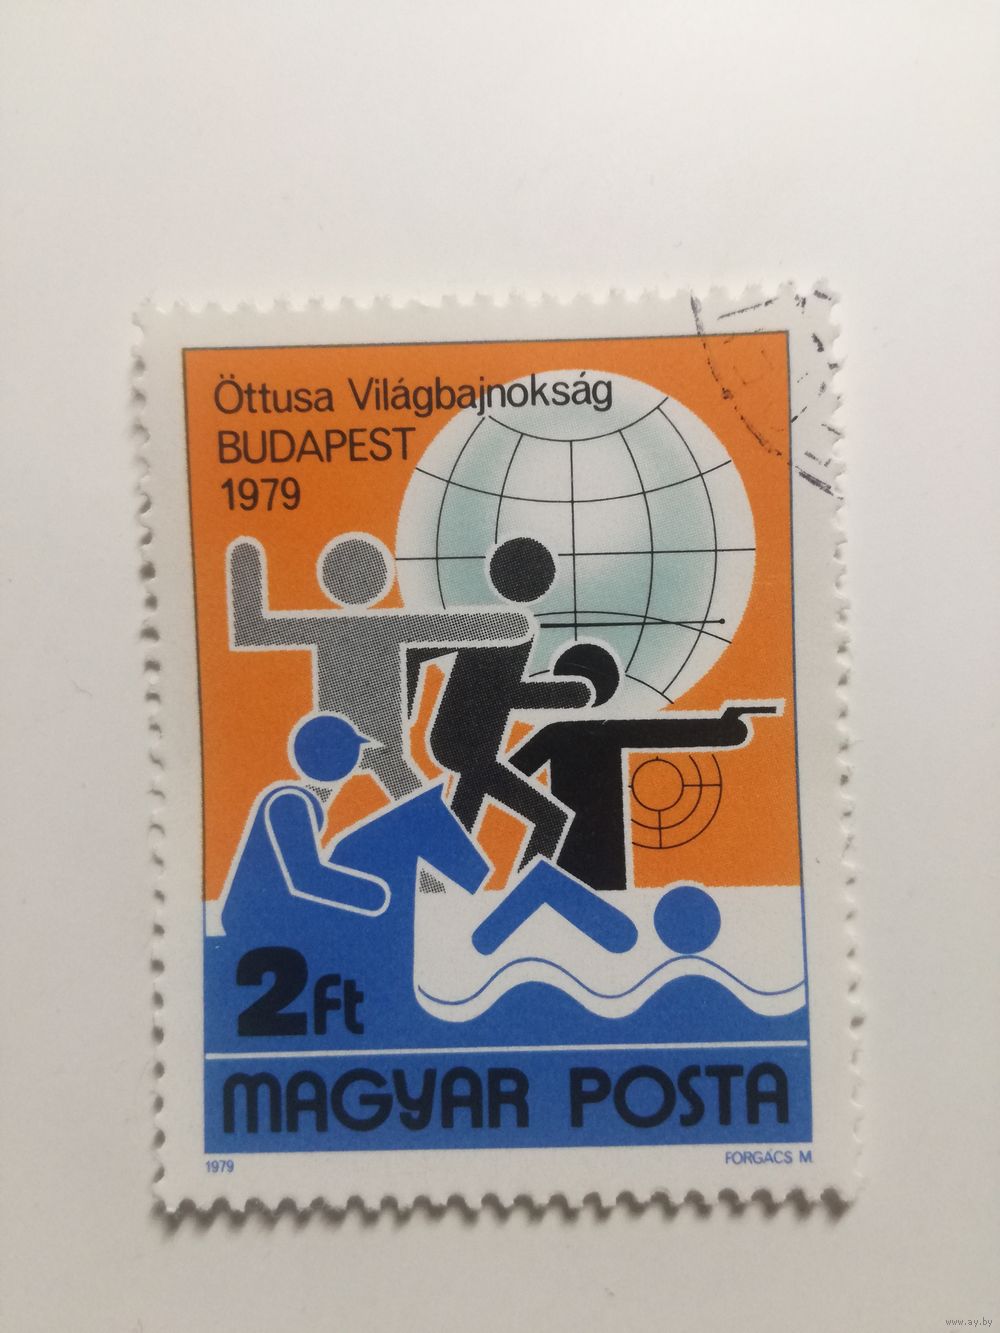 Öttusa Világbajnokság
BUDAPEST
1979
2Ft
MAGYAR POSTA
1979
FORGÁCS M
www.ay.by